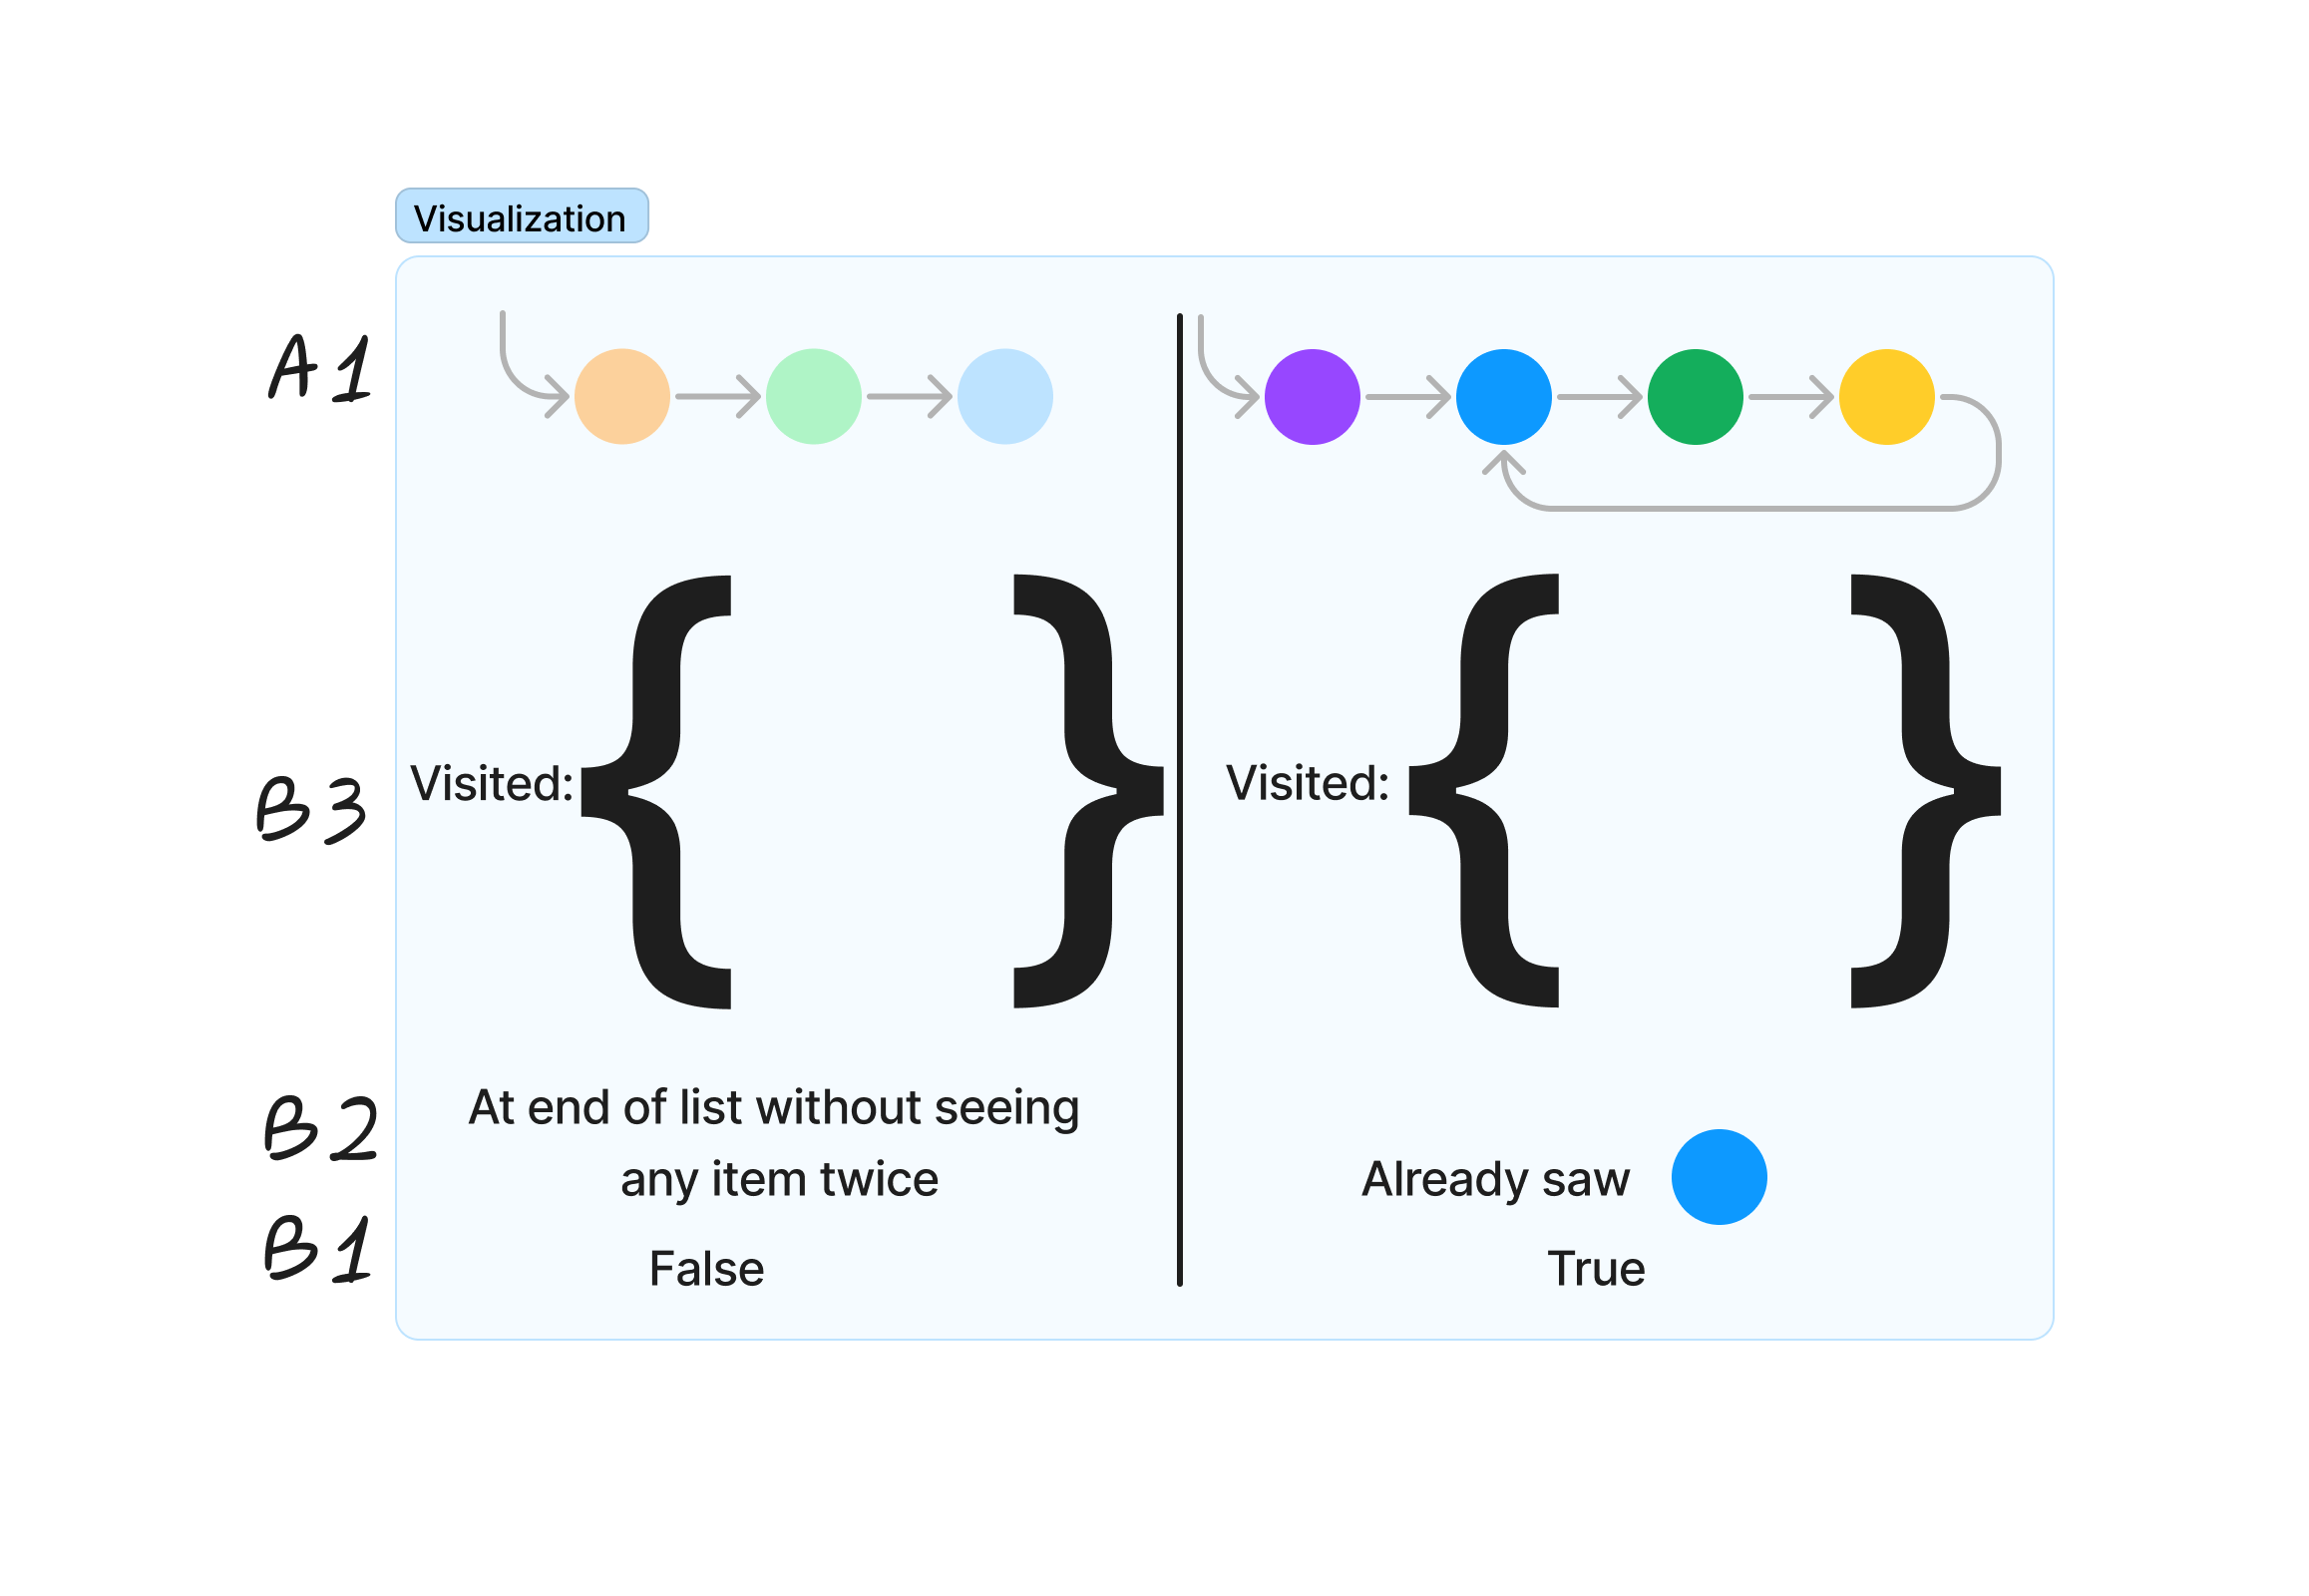 Visualization
A1
B3
Visited: { }
Visited: { }
B2
At end of list without seeing
any item twice
Already saw
B1
False
True